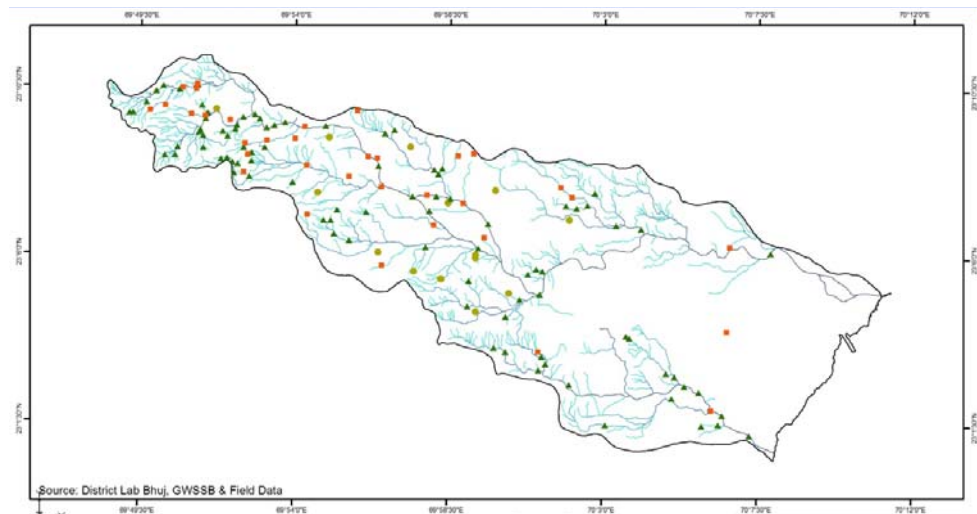 69°49'30"E 69°54'0"E 69°58'30"E 70°3'0"E 70°7'30"E 70°12'0"E
23°10'30"N 23°10'30"N
23°6'0"N 23°6'0"N
23°1'30"N 23°1'30"N
Source: District Lab Bhuj, GWSSB & Field Data
69°49'30"E 69°54'0"E 69°58'30"E 70°3'0"E 70°7'30"E 70°12'0"E